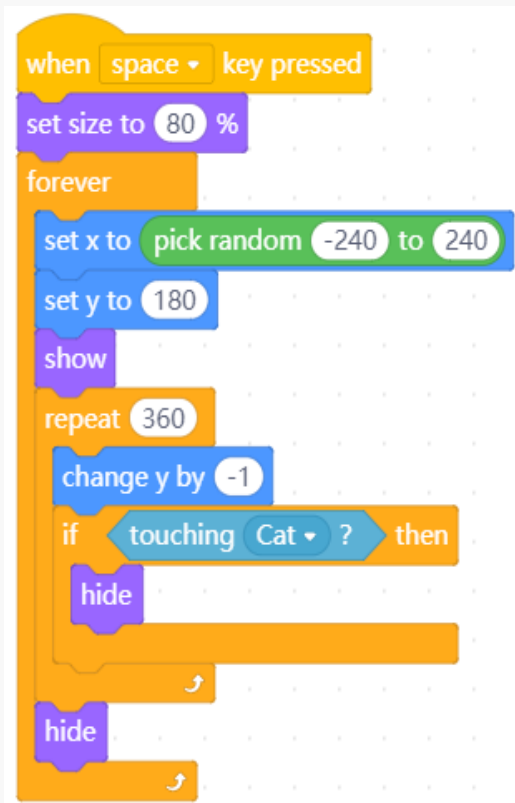 when space key pressed
set size to 80 %
forever
set x to pick random -240 to 240
set y to 180
show
repeat 360
change y by -1
if touching Cat ? then
hide
hide